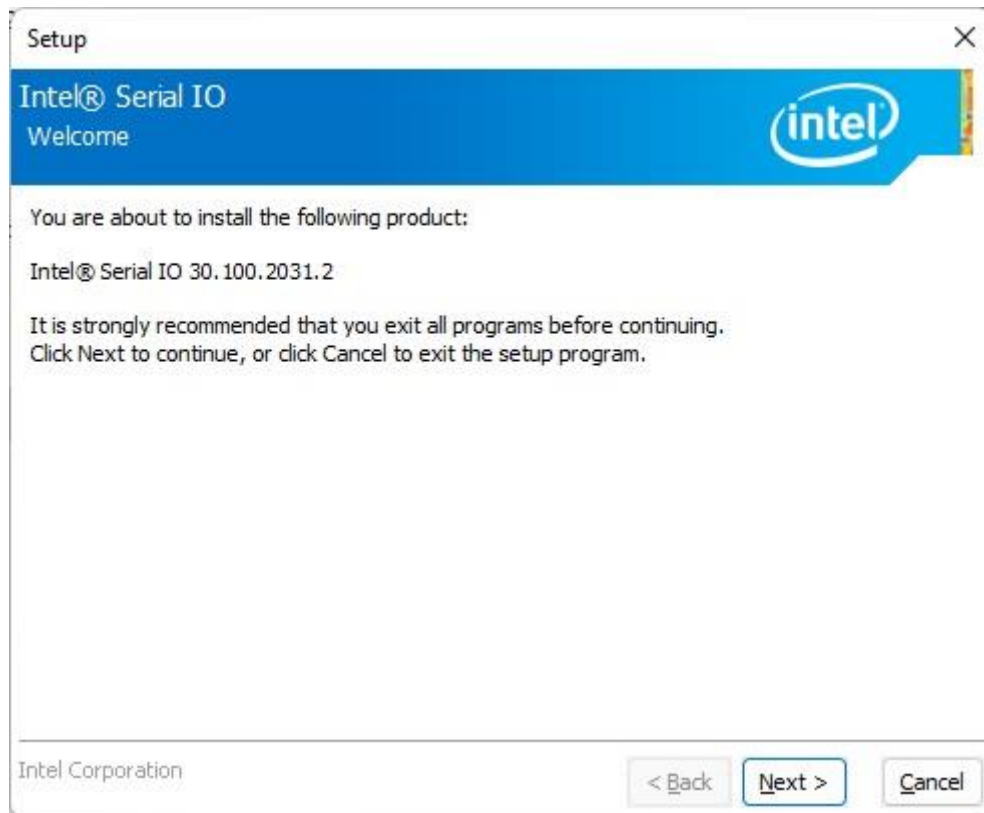 Setup
Intel® Serial IO
Welcome
intel
You are about to install the following product:
Intel® Serial IO 30.100.2031.2
It is strongly recommended that you exit all programs before continuing.
Click Next to continue, or click Cancel to exit the setup program.
Intel Corporation
< Back Next > Cancel